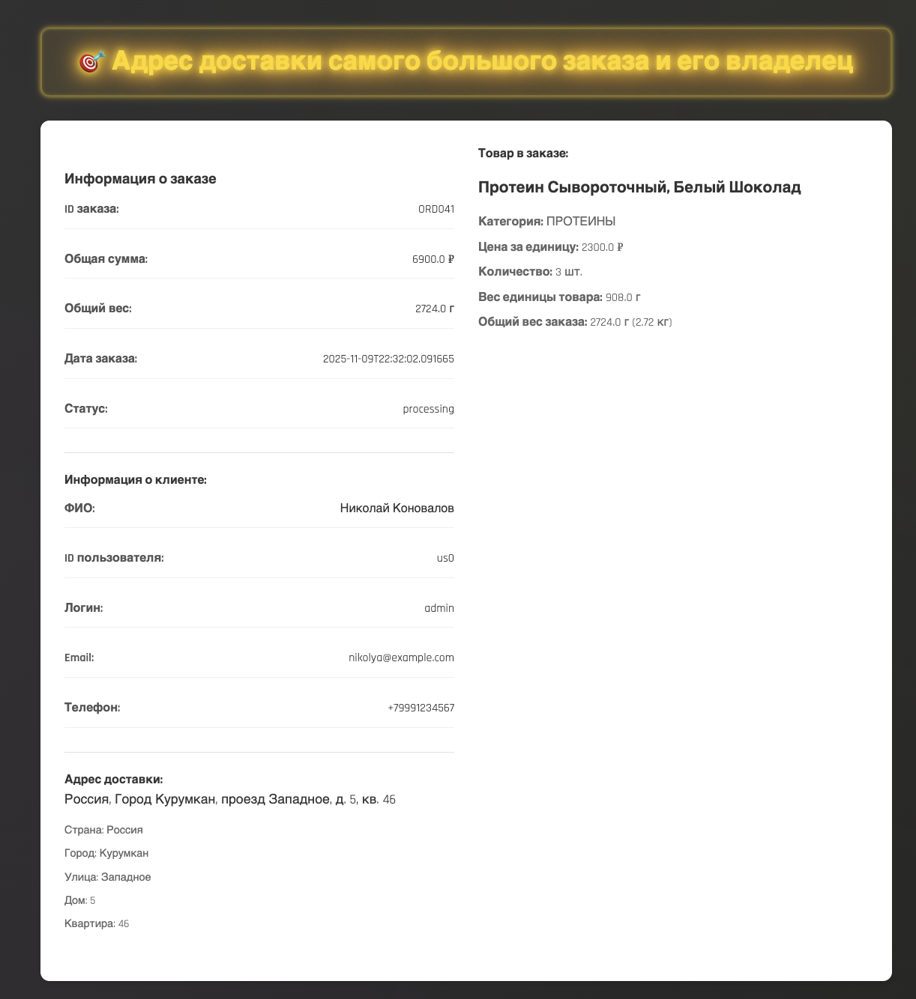 🎯 Адрес доставки самого большого заказа и его владелец
Информация о заказе
ID заказа: ORD041
Общая сумма: 6900.0 ₽
Общий вес: 2724.0 г
Дата заказа: 2025-11-09T22:32:02.091665
Статус: processing
Информация о клиенте:
ФИО: Николай Коновалов
ID пользователя: us0
Логин: admin
Email: nikolya@example.com
Телефон: +79991234567
Адрес доставки:
Россия, Город Курумкан, проезд Западное, д. 5, кв. 46
Страна: Россия
Город: Курумкан
Улица: Западное
Дом: 5
Квартира: 46
Товар в заказе:
Протеин Сывороточный, Белый Шоколад
Категория: ПРОТЕИНЫ
Цена за единицу: 2300.0 ₽
Количество: 3 шт.
Вес единицы товара: 908.0 г
Общий вес заказа: 2724.0 г (2.72 кг)